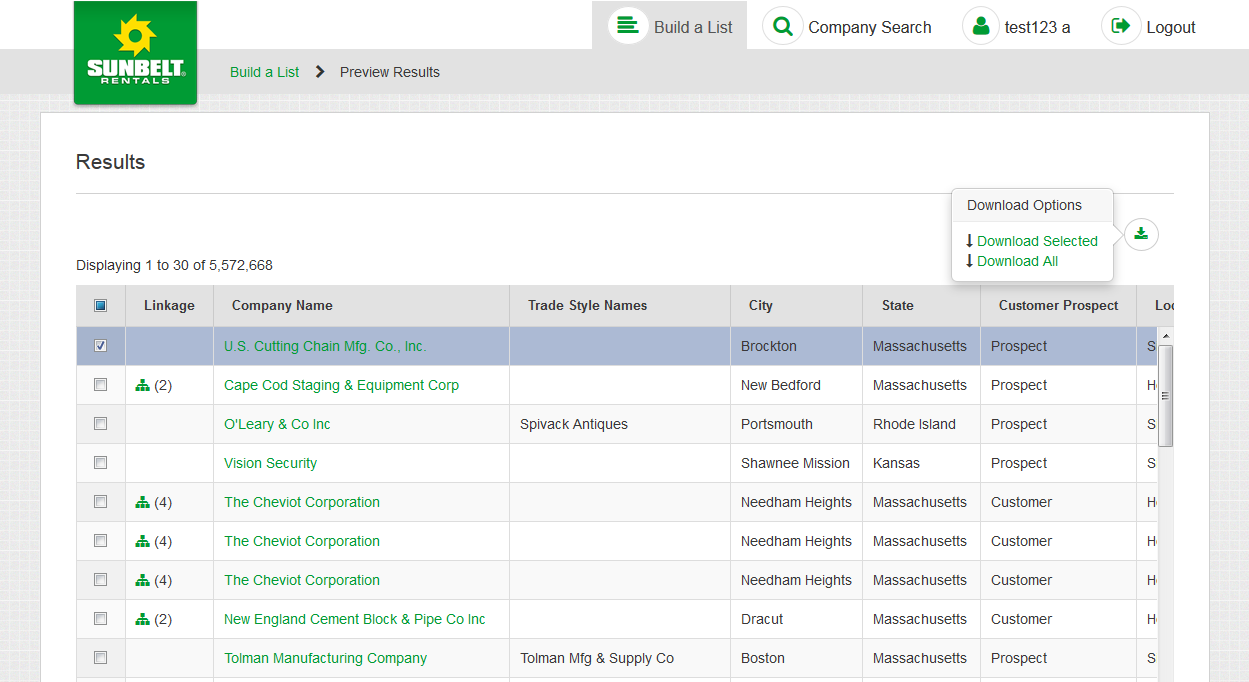 Build a List Company Search test123 a Logout
SUNBELT®
RENTALS
Build a List Preview Results
Results
Download Options
Download Selected
Download All
Displaying 1 to 30 of 5,572,668
Linkage Company Name Trade Style Names City State Customer Prospect Loc
U.S. Cutting Chain Mfg. Co., Inc. Brockton Massachusetts Prospect S
(2) Cape Cod Staging & Equipment Corp New Bedford Massachusetts Prospect H
O'Leary & Co Inc Spivack Antiques Portsmouth Rhode Island Prospect S
Vision Security Shawnee Mission Kansas Prospect S
(4) The Cheviot Corporation Needham Heights Massachusetts Customer H
(4) The Cheviot Corporation Needham Heights Massachusetts Customer H
(4) The Cheviot Corporation Needham Heights Massachusetts Customer H
(2) New England Cement Block & Pipe Co Inc Dracut Massachusetts Customer H
Tolman Manufacturing Company Tolman Mfg & Supply Co Boston Massachusetts Prospect S